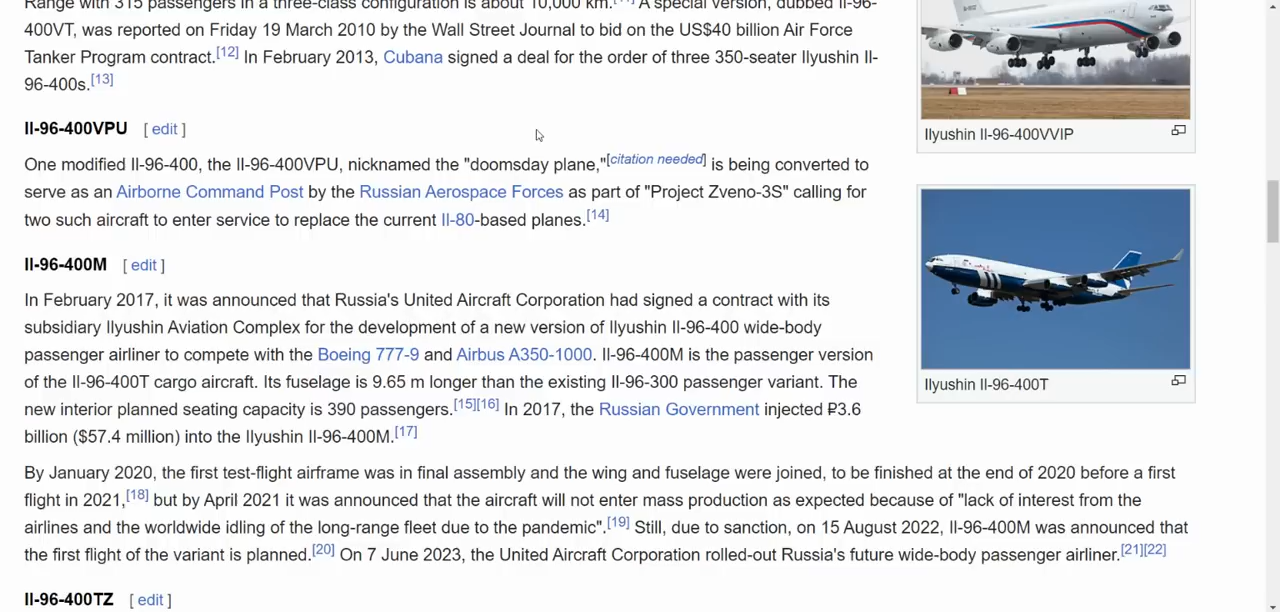 Range with 315 passengers in a three-class configuration is about 10,000 km. A special version, dubbed Il-96-
400VT, was reported on Friday 19 March 2010 by the Wall Street Journal to bid on the US$40 billion Air Force
Tanker Program contract.[12] In February 2013, Cubana signed a deal for the order of three 350-seater Ilyushin Il-
96-400s.[13]
Ilyushin Il-96-400VVIP
Il-96-400VPU [ edit ]
One modified Il-96-400, the Il-96-400VPU, nicknamed the "doomsday plane,"[citation needed] is being converted to
serve as an Airborne Command Post by the Russian Aerospace Forces as part of "Project Zveno-3S" calling for
two such aircraft to enter service to replace the current Il-80-based planes.[14]
Il-96-400M [ edit ]
In February 2017, it was announced that Russia's United Aircraft Corporation had signed a contract with its
subsidiary Ilyushin Aviation Complex for the development of a new version of Ilyushin Il-96-400 wide-body
passenger airliner to compete with the Boeing 777-9 and Airbus A350-1000. Il-96-400M is the passenger version
of the Il-96-400T cargo aircraft. Its fuselage is 9.65 m longer than the existing Il-96-300 passenger variant. The
new interior planned seating capacity is 390 passengers.[15][16] In 2017, the Russian Government injected ₽3.6
billion ($57.4 million) into the Ilyushin Il-96-400M.[17]
Ilyushin Il-96-400T
By January 2020, the first test-flight airframe was in final assembly and the wing and fuselage were joined, to be finished at the end of 2020 before a first
flight in 2021,[18] but by April 2021 it was announced that the aircraft will not enter mass production as expected because of "lack of interest from the
airlines and the worldwide idling of the long-range fleet due to the pandemic".[19] Still, due to sanction, on 15 August 2022, Il-96-400M was announced that
the first flight of the variant is planned.[20] On 7 June 2023, the United Aircraft Corporation rolled-out Russia's future wide-body passenger airliner.[21][22]
Il-96-400TZ [ edit ]